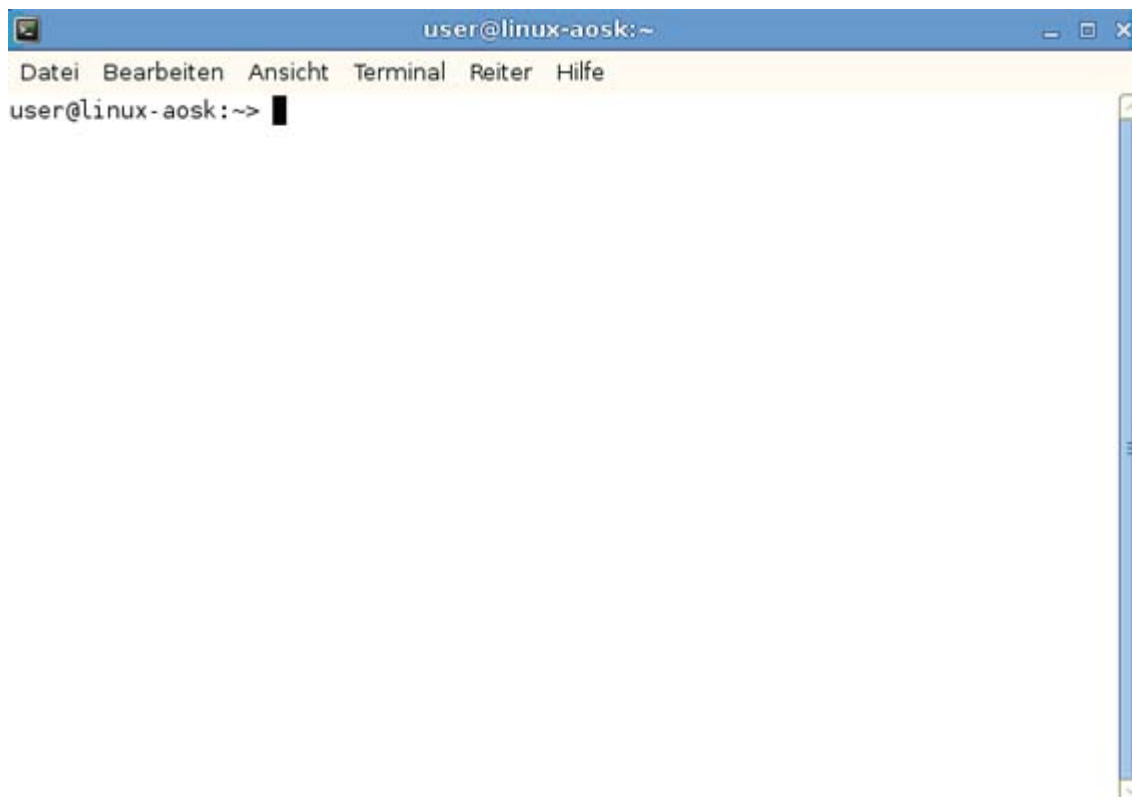 user@linux-aosk:~
Datei Bearbeiten Ansicht Terminal Reiter Hilfe
user@linux-aosk:~>